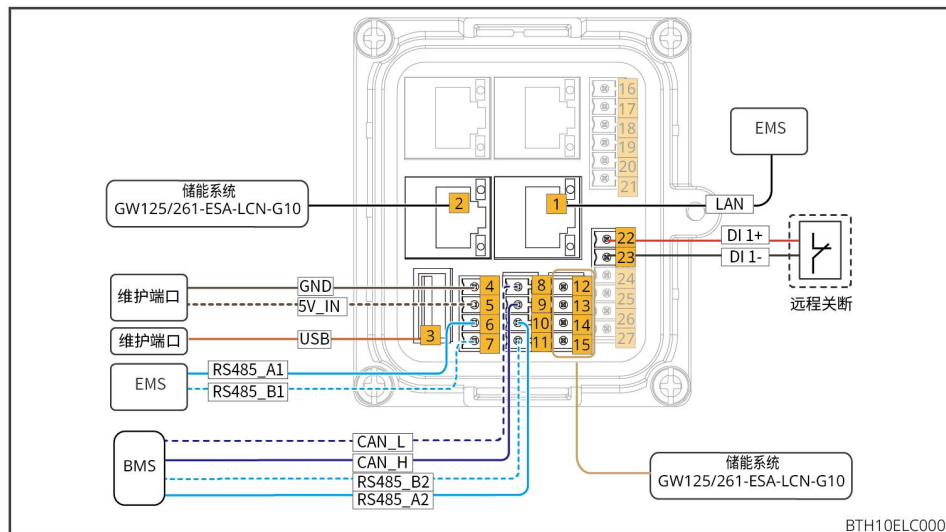 16
17
18
19
20
21
EMS
储能系统
GW125/261-ESA-LCN-G10
2
1
LAN
22
DI 1+
23
DI 1-
24
25
26
27
远程关断
维护端口
GND
4
8
12
5V_IN
5
9
13
6
10
14
维护端口
USB
3
7
11
15
EMS
RS485_A1
RS485_B1
BMS
CAN_L
CAN_H
RS485_B2
RS485_A2
储能系统
GW125/261-ESA-LCN-G10
BTH10ELC000